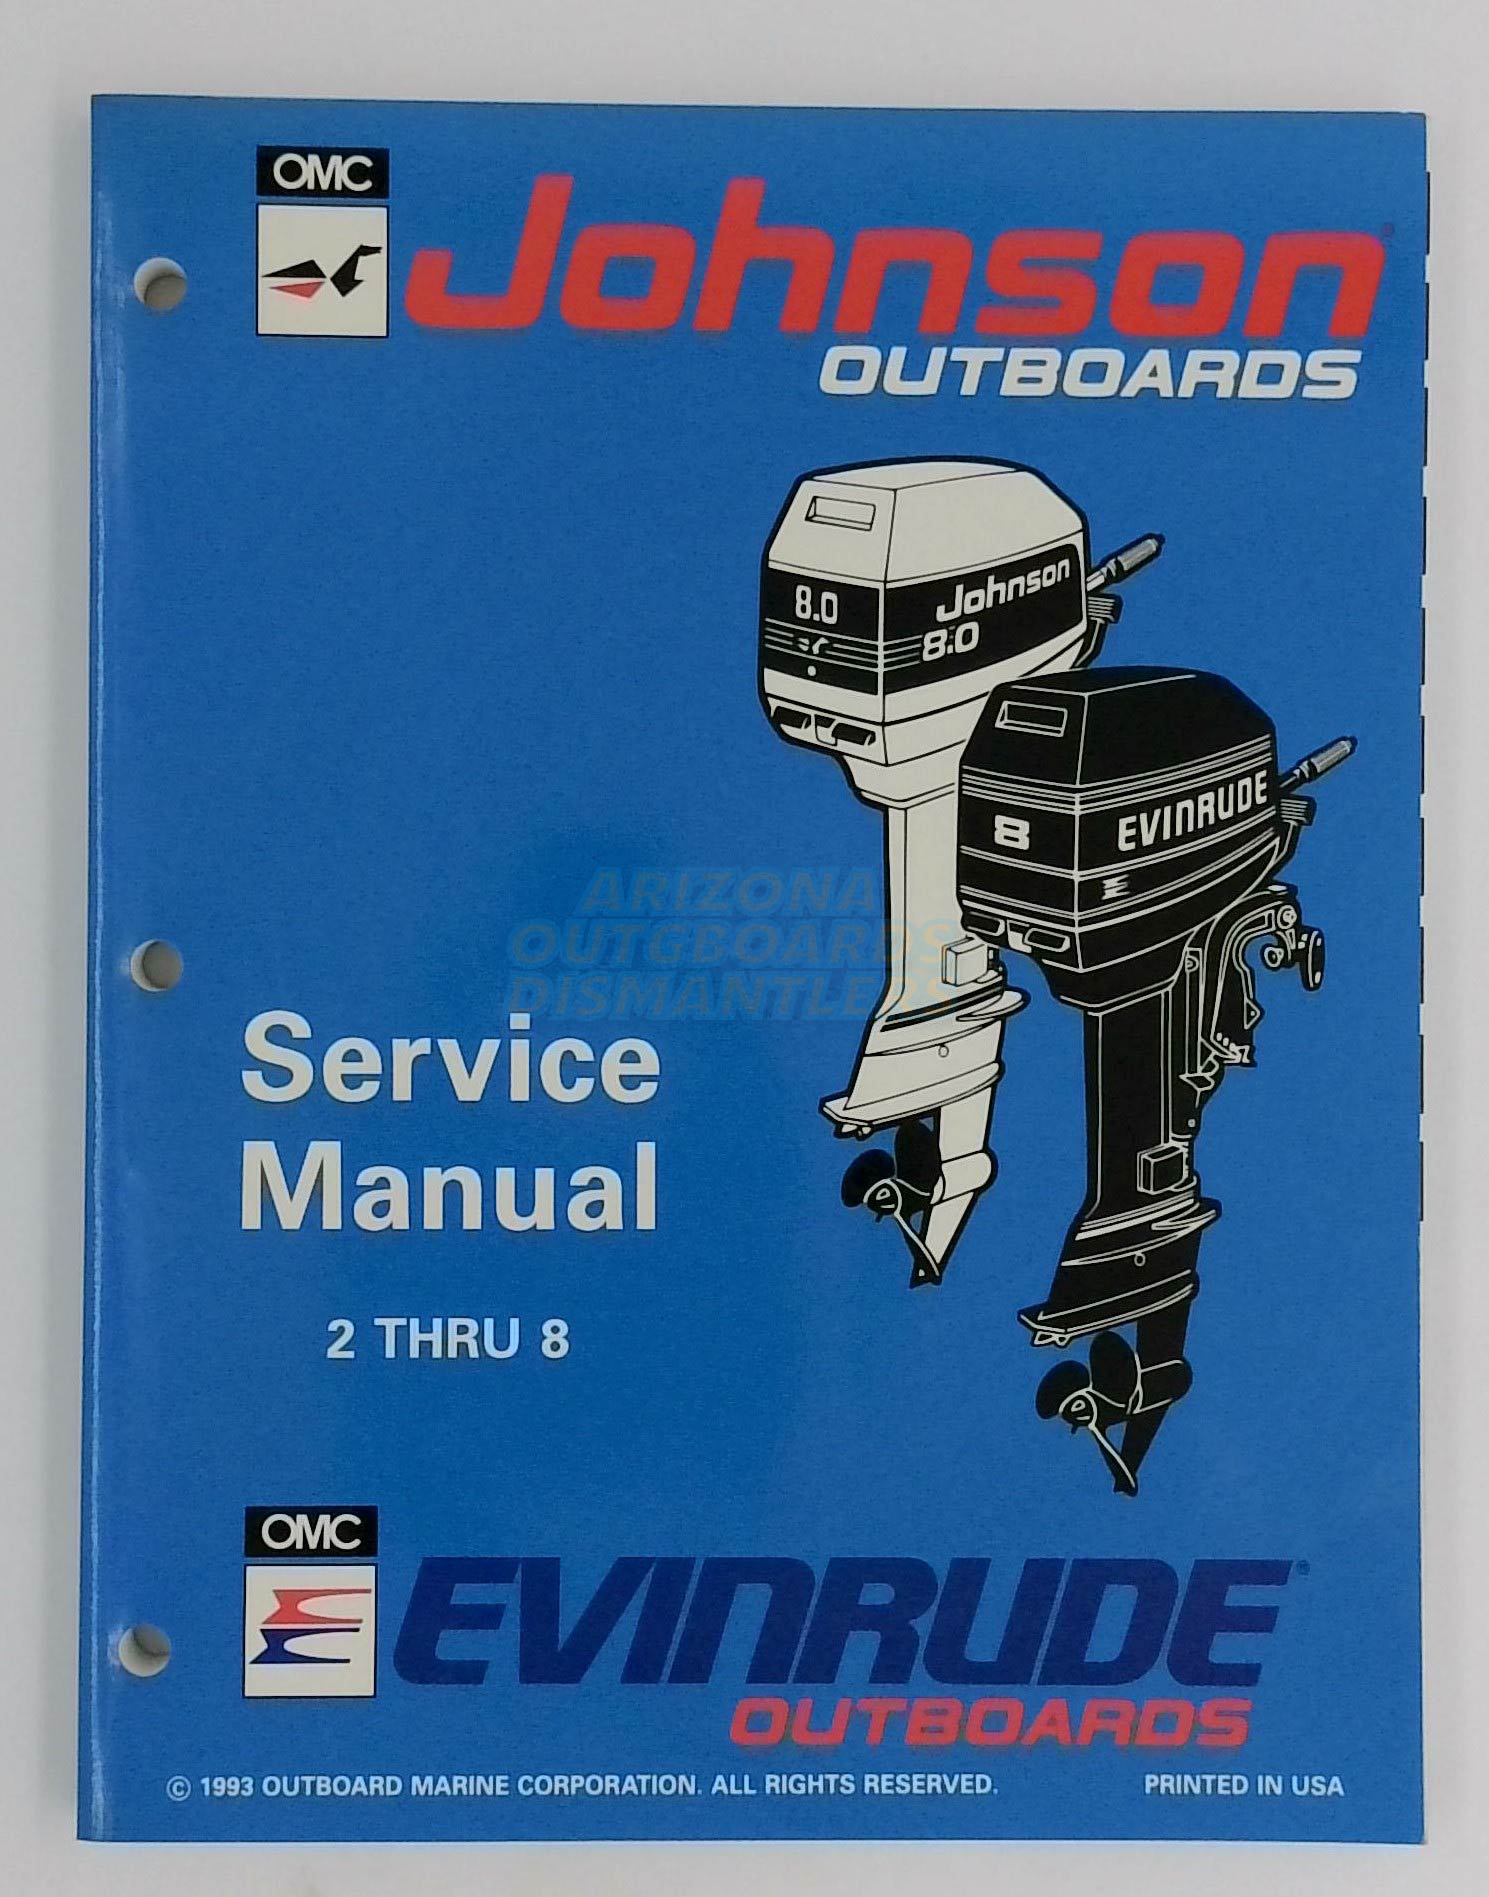 OMC
Johnson®
OUTBOARDS
8.0
Johnson
8.0
8
EVINRUDE
ARIZONA
OUTGBOARDS
DISMANTLERS
Service
Manual
2 THRU 8
OMC
EVINRUDE®
OUTBOARDS
© 1993 OUTBOARD MARINE CORPORATION. ALL RIGHTS RESERVED.
PRINTED IN USA